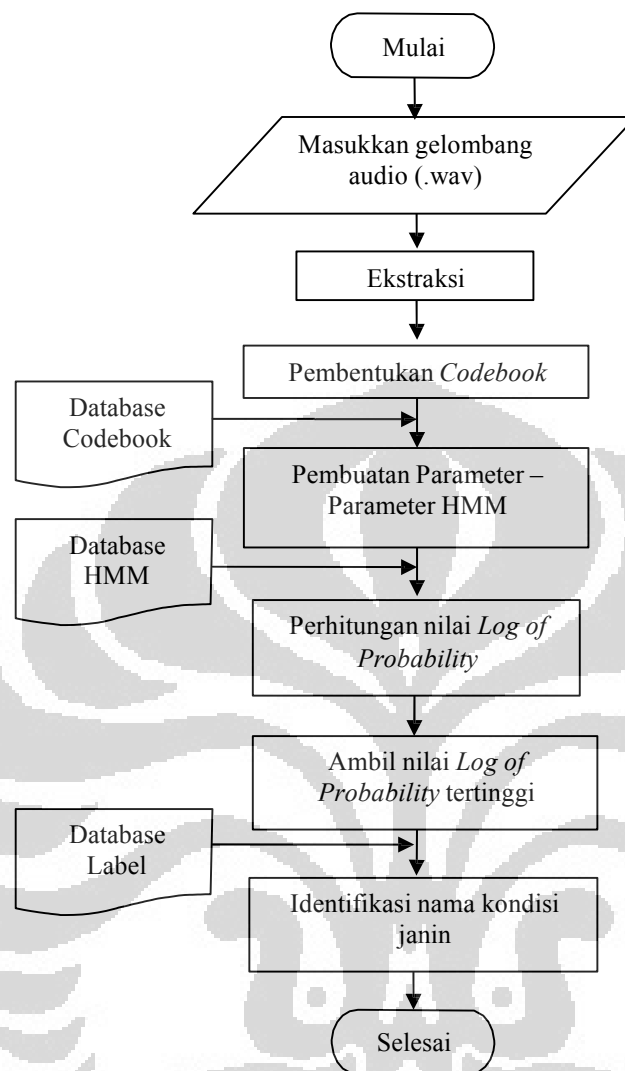 Mulai
Masukkan gelombang
audio (.wav)
Ekstraksi
Pembentukan Codebook
Database
Codebook
Pembuatan Parameter –
Parameter HMM
Database
HMM
Perhitungan nilai Log of
Probability
Ambil nilai Log of
Probability tertinggi
Database
Label
Identifikasi nama kondisi
janin
Selesai